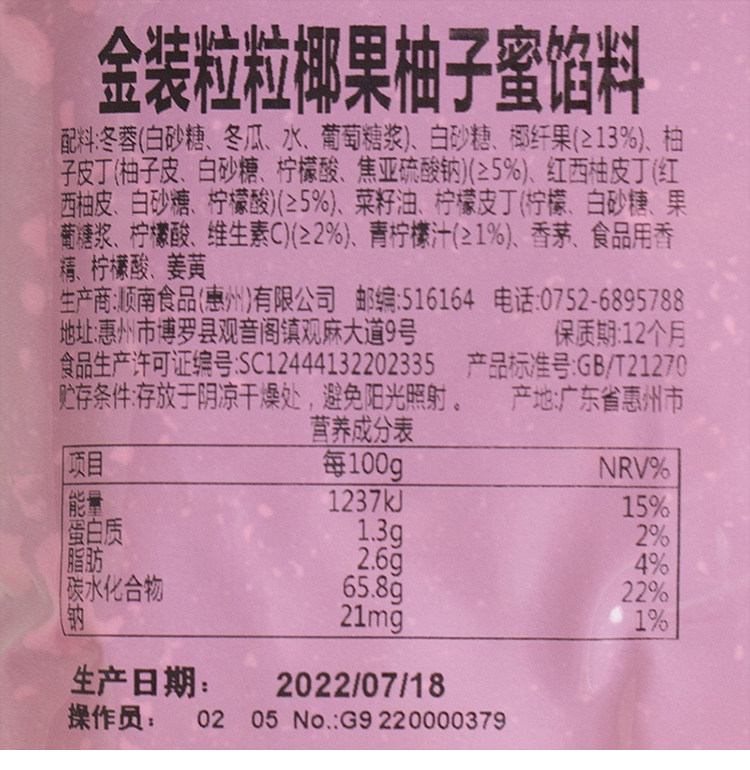 金装粒粒椰果柚子蜜馅料
配料:冬蓉(白砂糖、冬瓜、水、葡萄糖浆)、白砂糖、椰纤果(≥13%)、柚
子皮丁(柚子皮、白砂糖、柠檬酸、焦亚硫酸钠)(≥5%)、红西柚皮丁(红
西柚皮、白砂糖、柠檬酸)(≥5%)、菜籽油、柠檬皮丁(柠檬、白砂糖、果
葡糖浆、柠檬酸、维生素C)(≥2%)、青柠檬汁(≥1%)、香茅、食品用香
精、柠檬酸、姜黄
生产商:顺南食品(惠州)有限公司 邮编:516164 电话:0752-6895788
地址:惠州市博罗县观音阁镇观麻大道9号 保质期:12个月
食品生产许可证编号:SC12444132202335 产品标准号:GB/T21270
贮存条件:存放于阴凉干燥处，避免阳光照射。 产地:广东省惠州市
营养成分表
项目 每100g NRV%
能量 1237kJ 15%
蛋白质 1.3g 2%
脂肪 2.6g 4%
碳水化合物 65.8g 22%
钠 21mg 1%
生产日期： 2022/07/18
操作员： 02 05 No.:G9 220000379